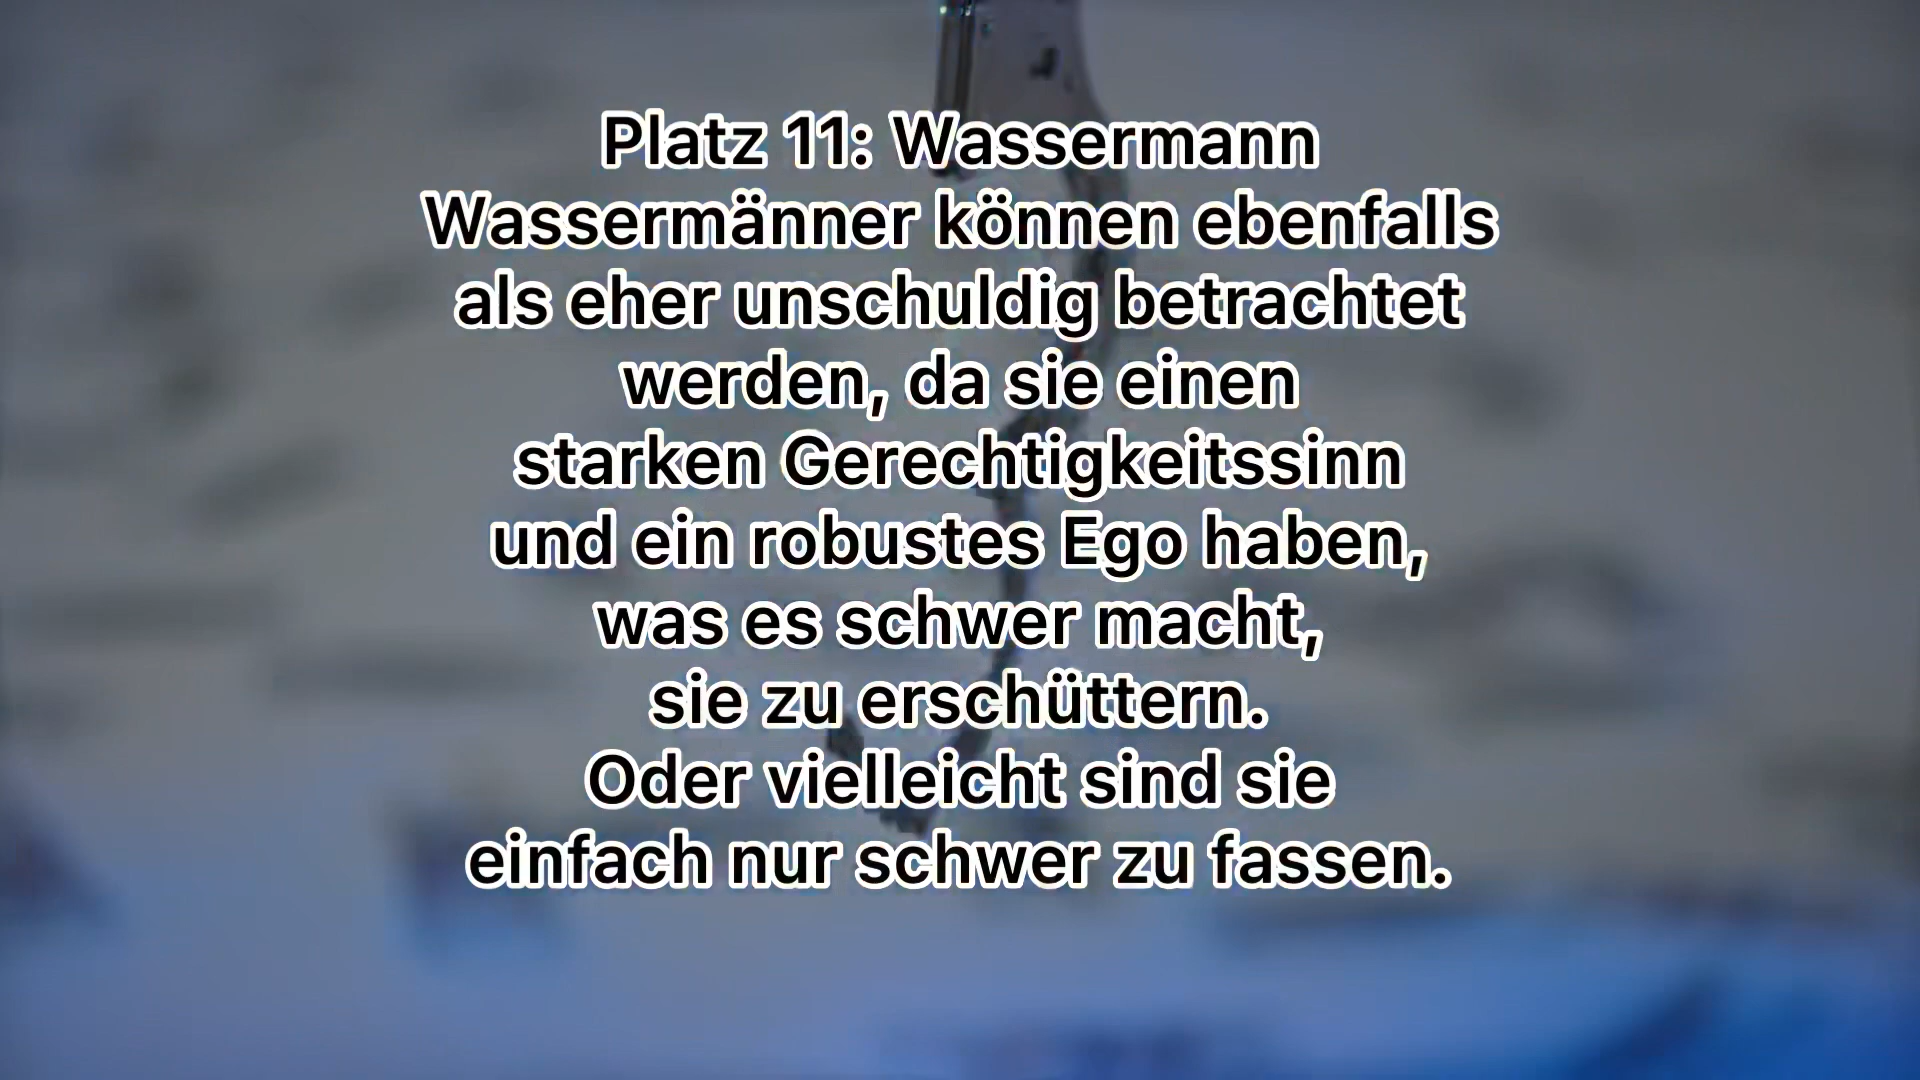 Platz 11: Wassermann
Wassermänner können ebenfalls
als eher unschuldig betrachtet
werden, da sie einen
starken Gerechtigkeitssinn
und ein robustes Ego haben,
was es schwer macht,
sie zu erschüttern.
Oder vielleicht sind sie
einfach nur schwer zu fassen.